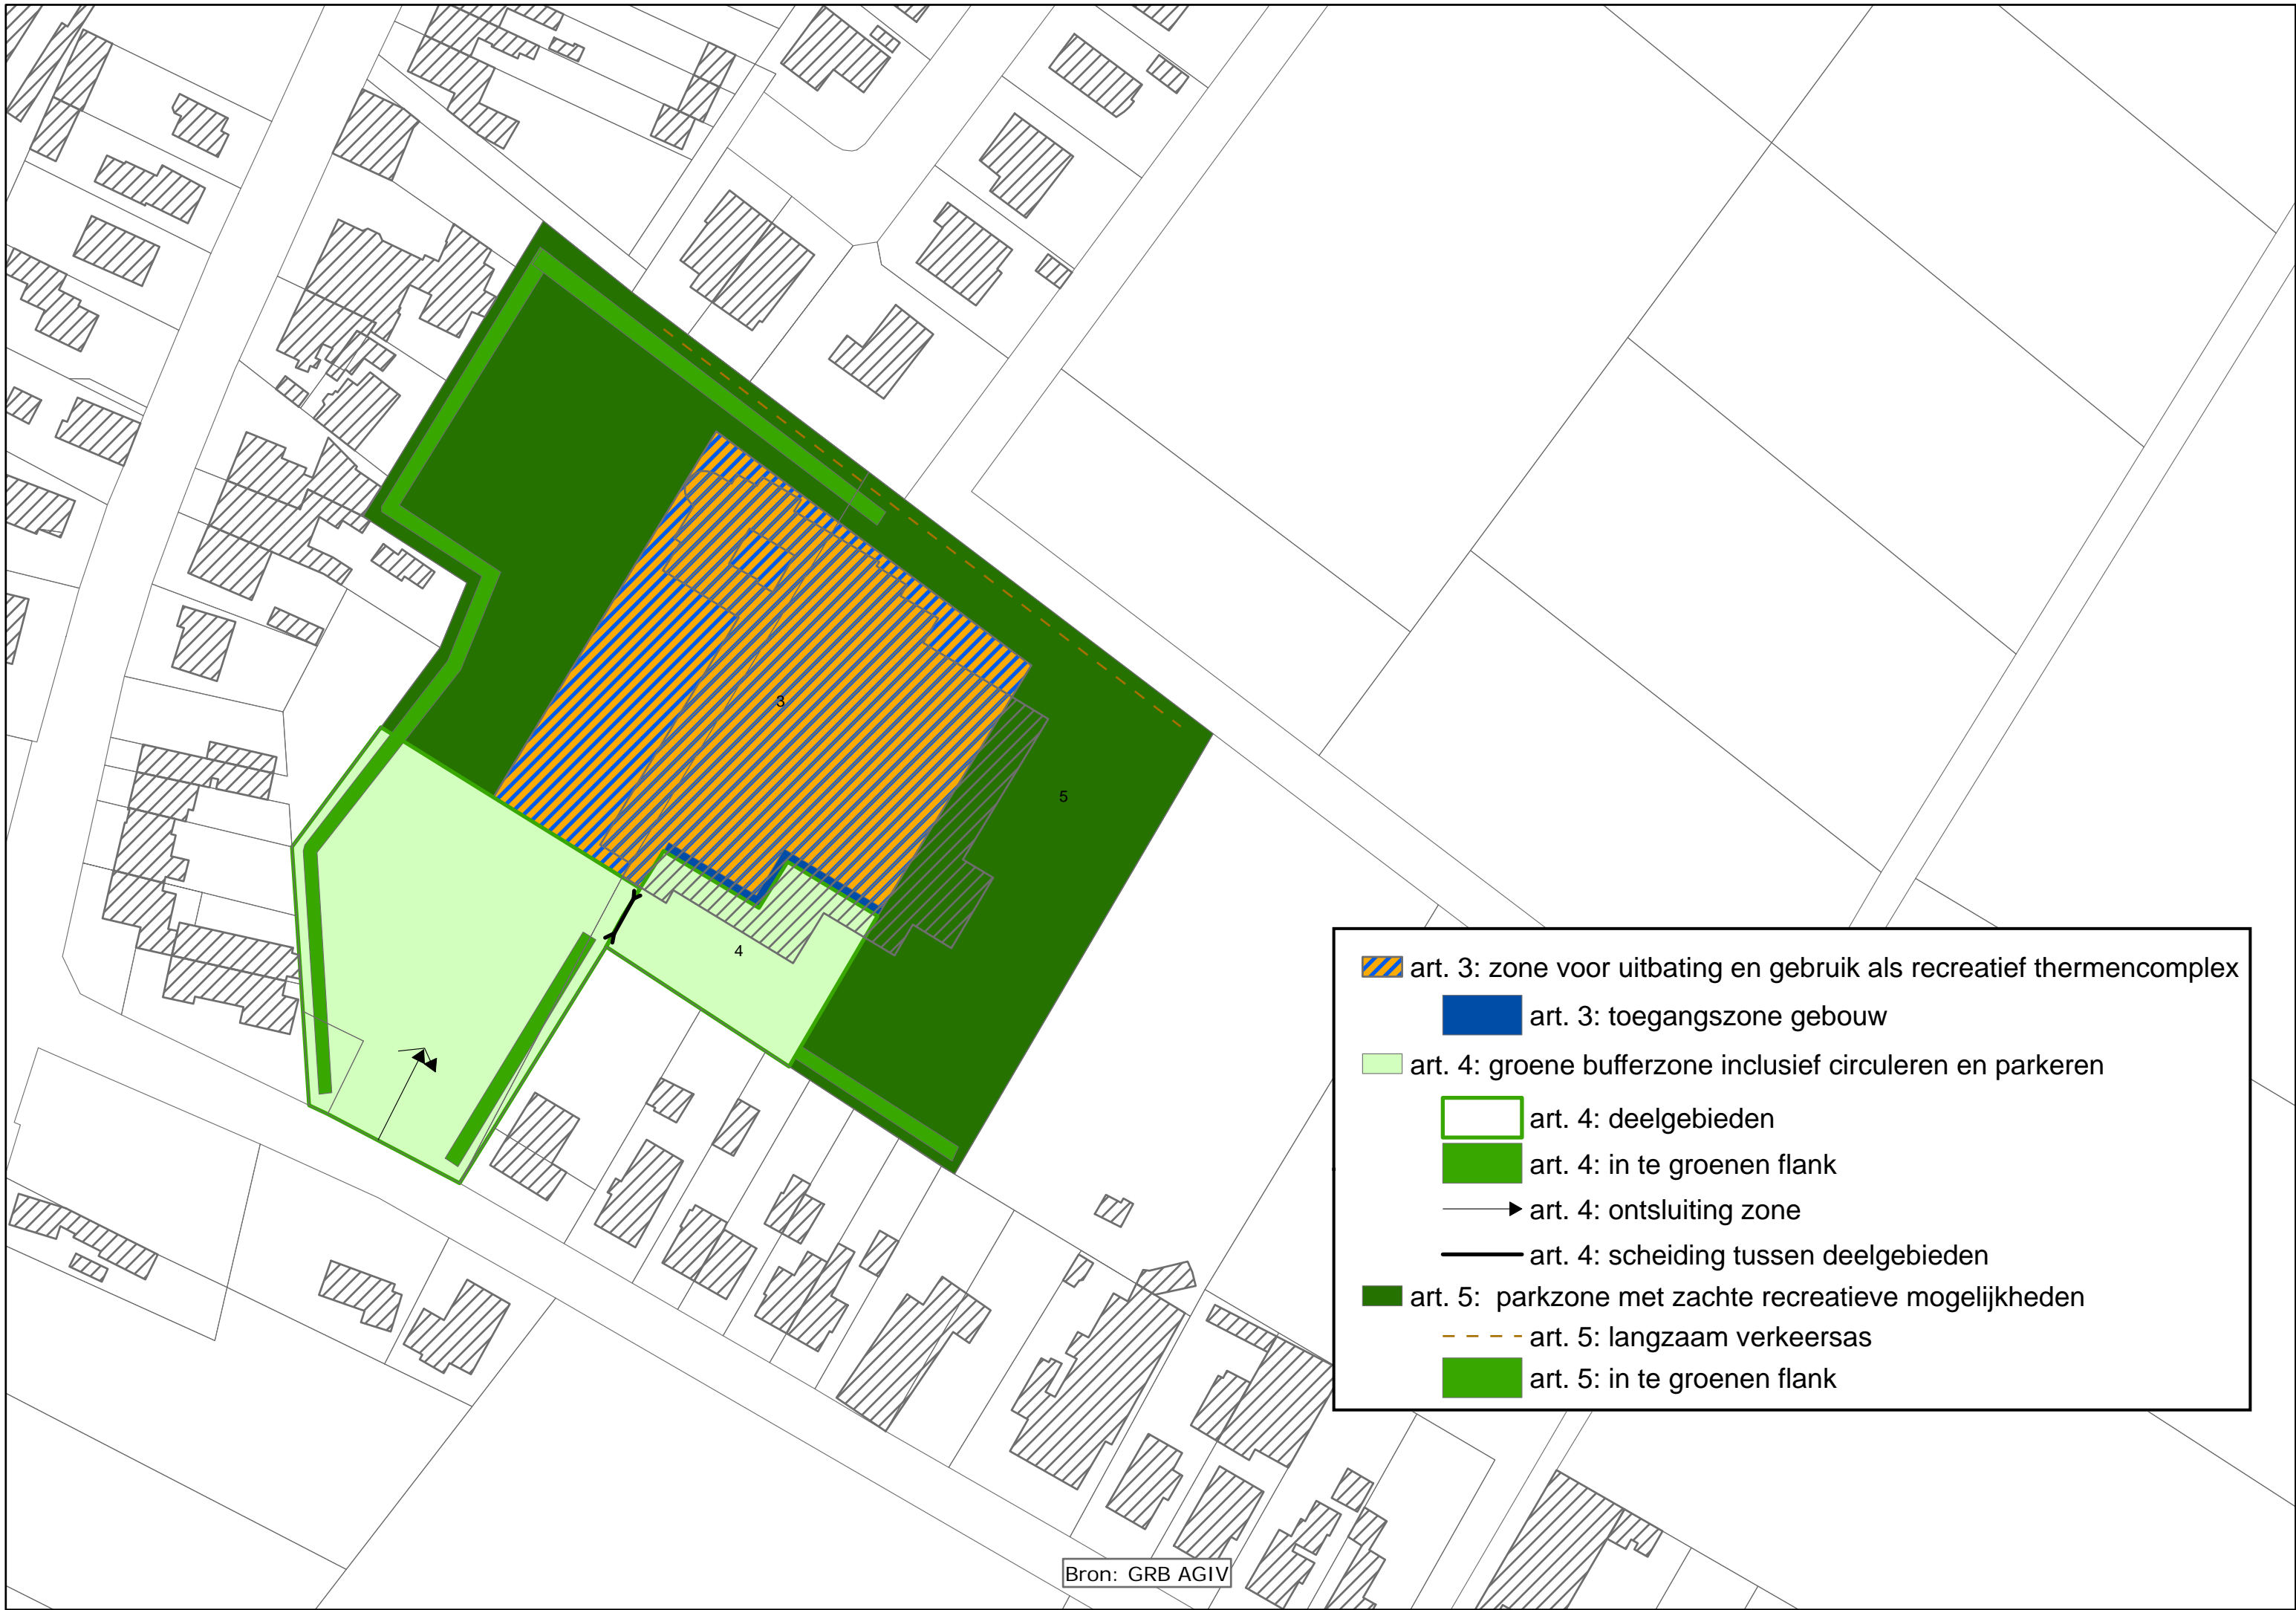 3
5
4
art. 3: zone voor uitbating en gebruik als recreatief thermencomplex
art. 3: toegangszone gebouw
art. 4: groene bufferzone inclusief circuleren en parkeren
art. 4: deelgebieden
art. 4: in te groenen flank
art. 4: ontsluiting zone
art. 4: scheiding tussen deelgebieden
art. 5: parkzone met zachte recreatieve mogelijkheden
art. 5: langzaam verkeersas
art. 5: in te groenen flank
Bron: GRB AGIV